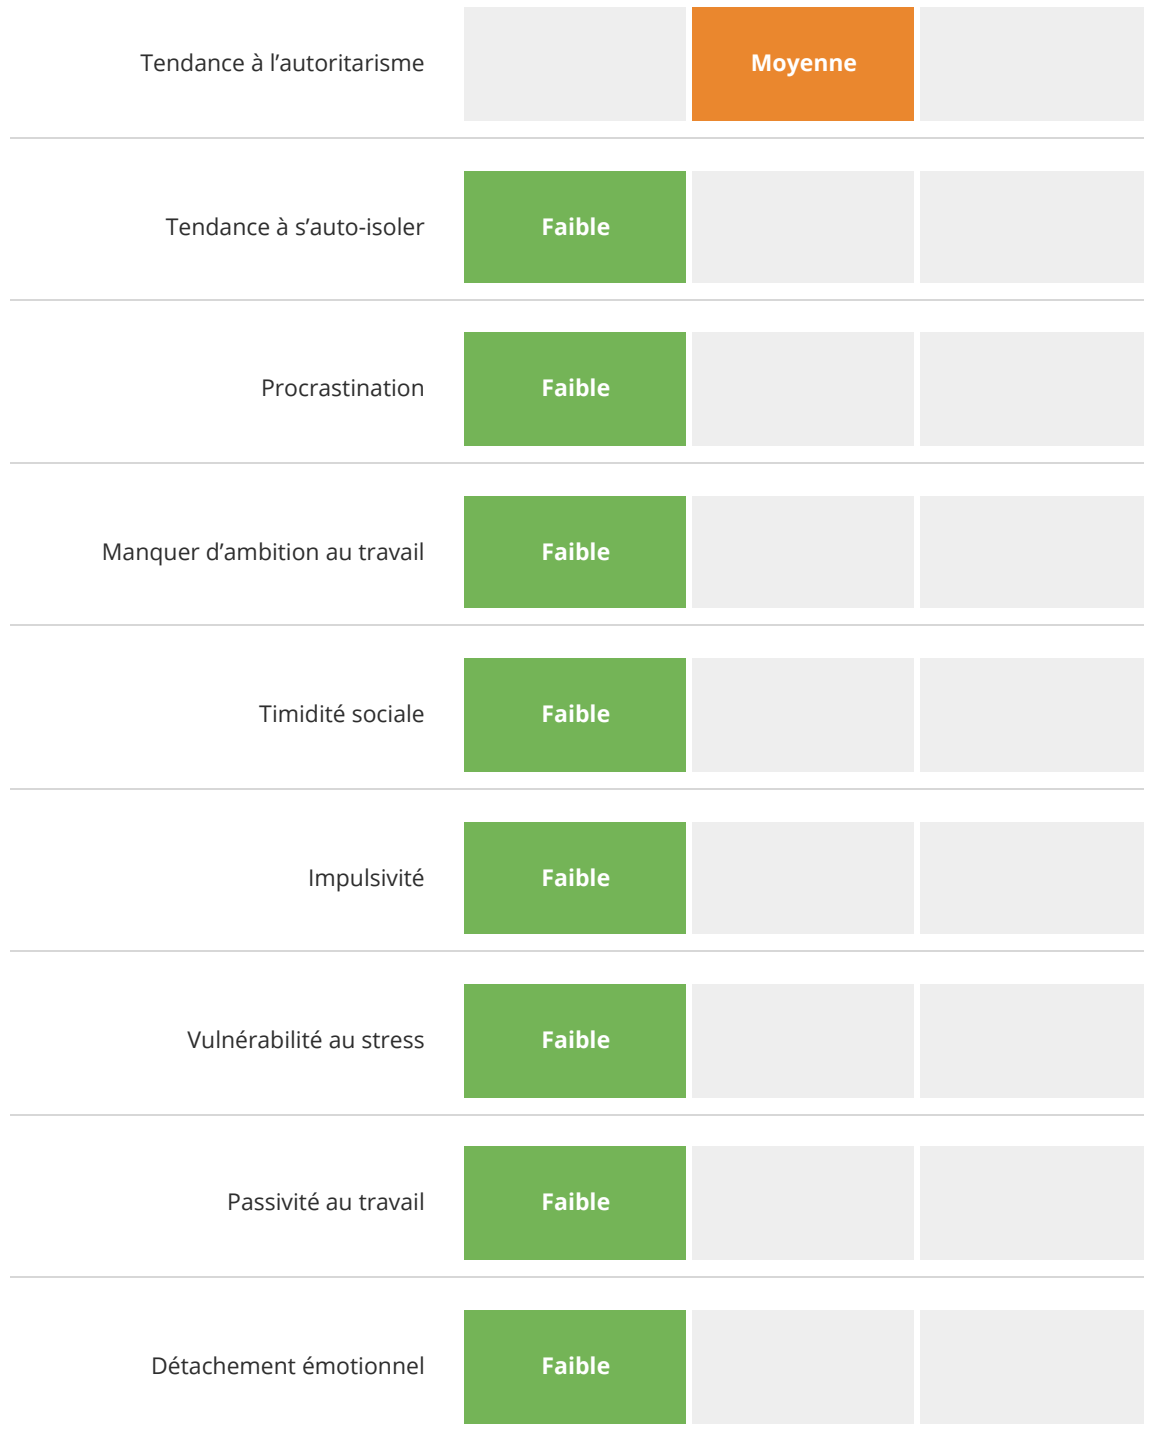 Tendance à l’autoritarisme Moyenne
Tendance à s’auto-isoler Faible
Procrastination Faible
Manquer d’ambition au travail Faible
Timidité sociale Faible
Impulsivité Faible
Vulnérabilité au stress Faible
Passivité au travail Faible
Détachement émotionnel Faible